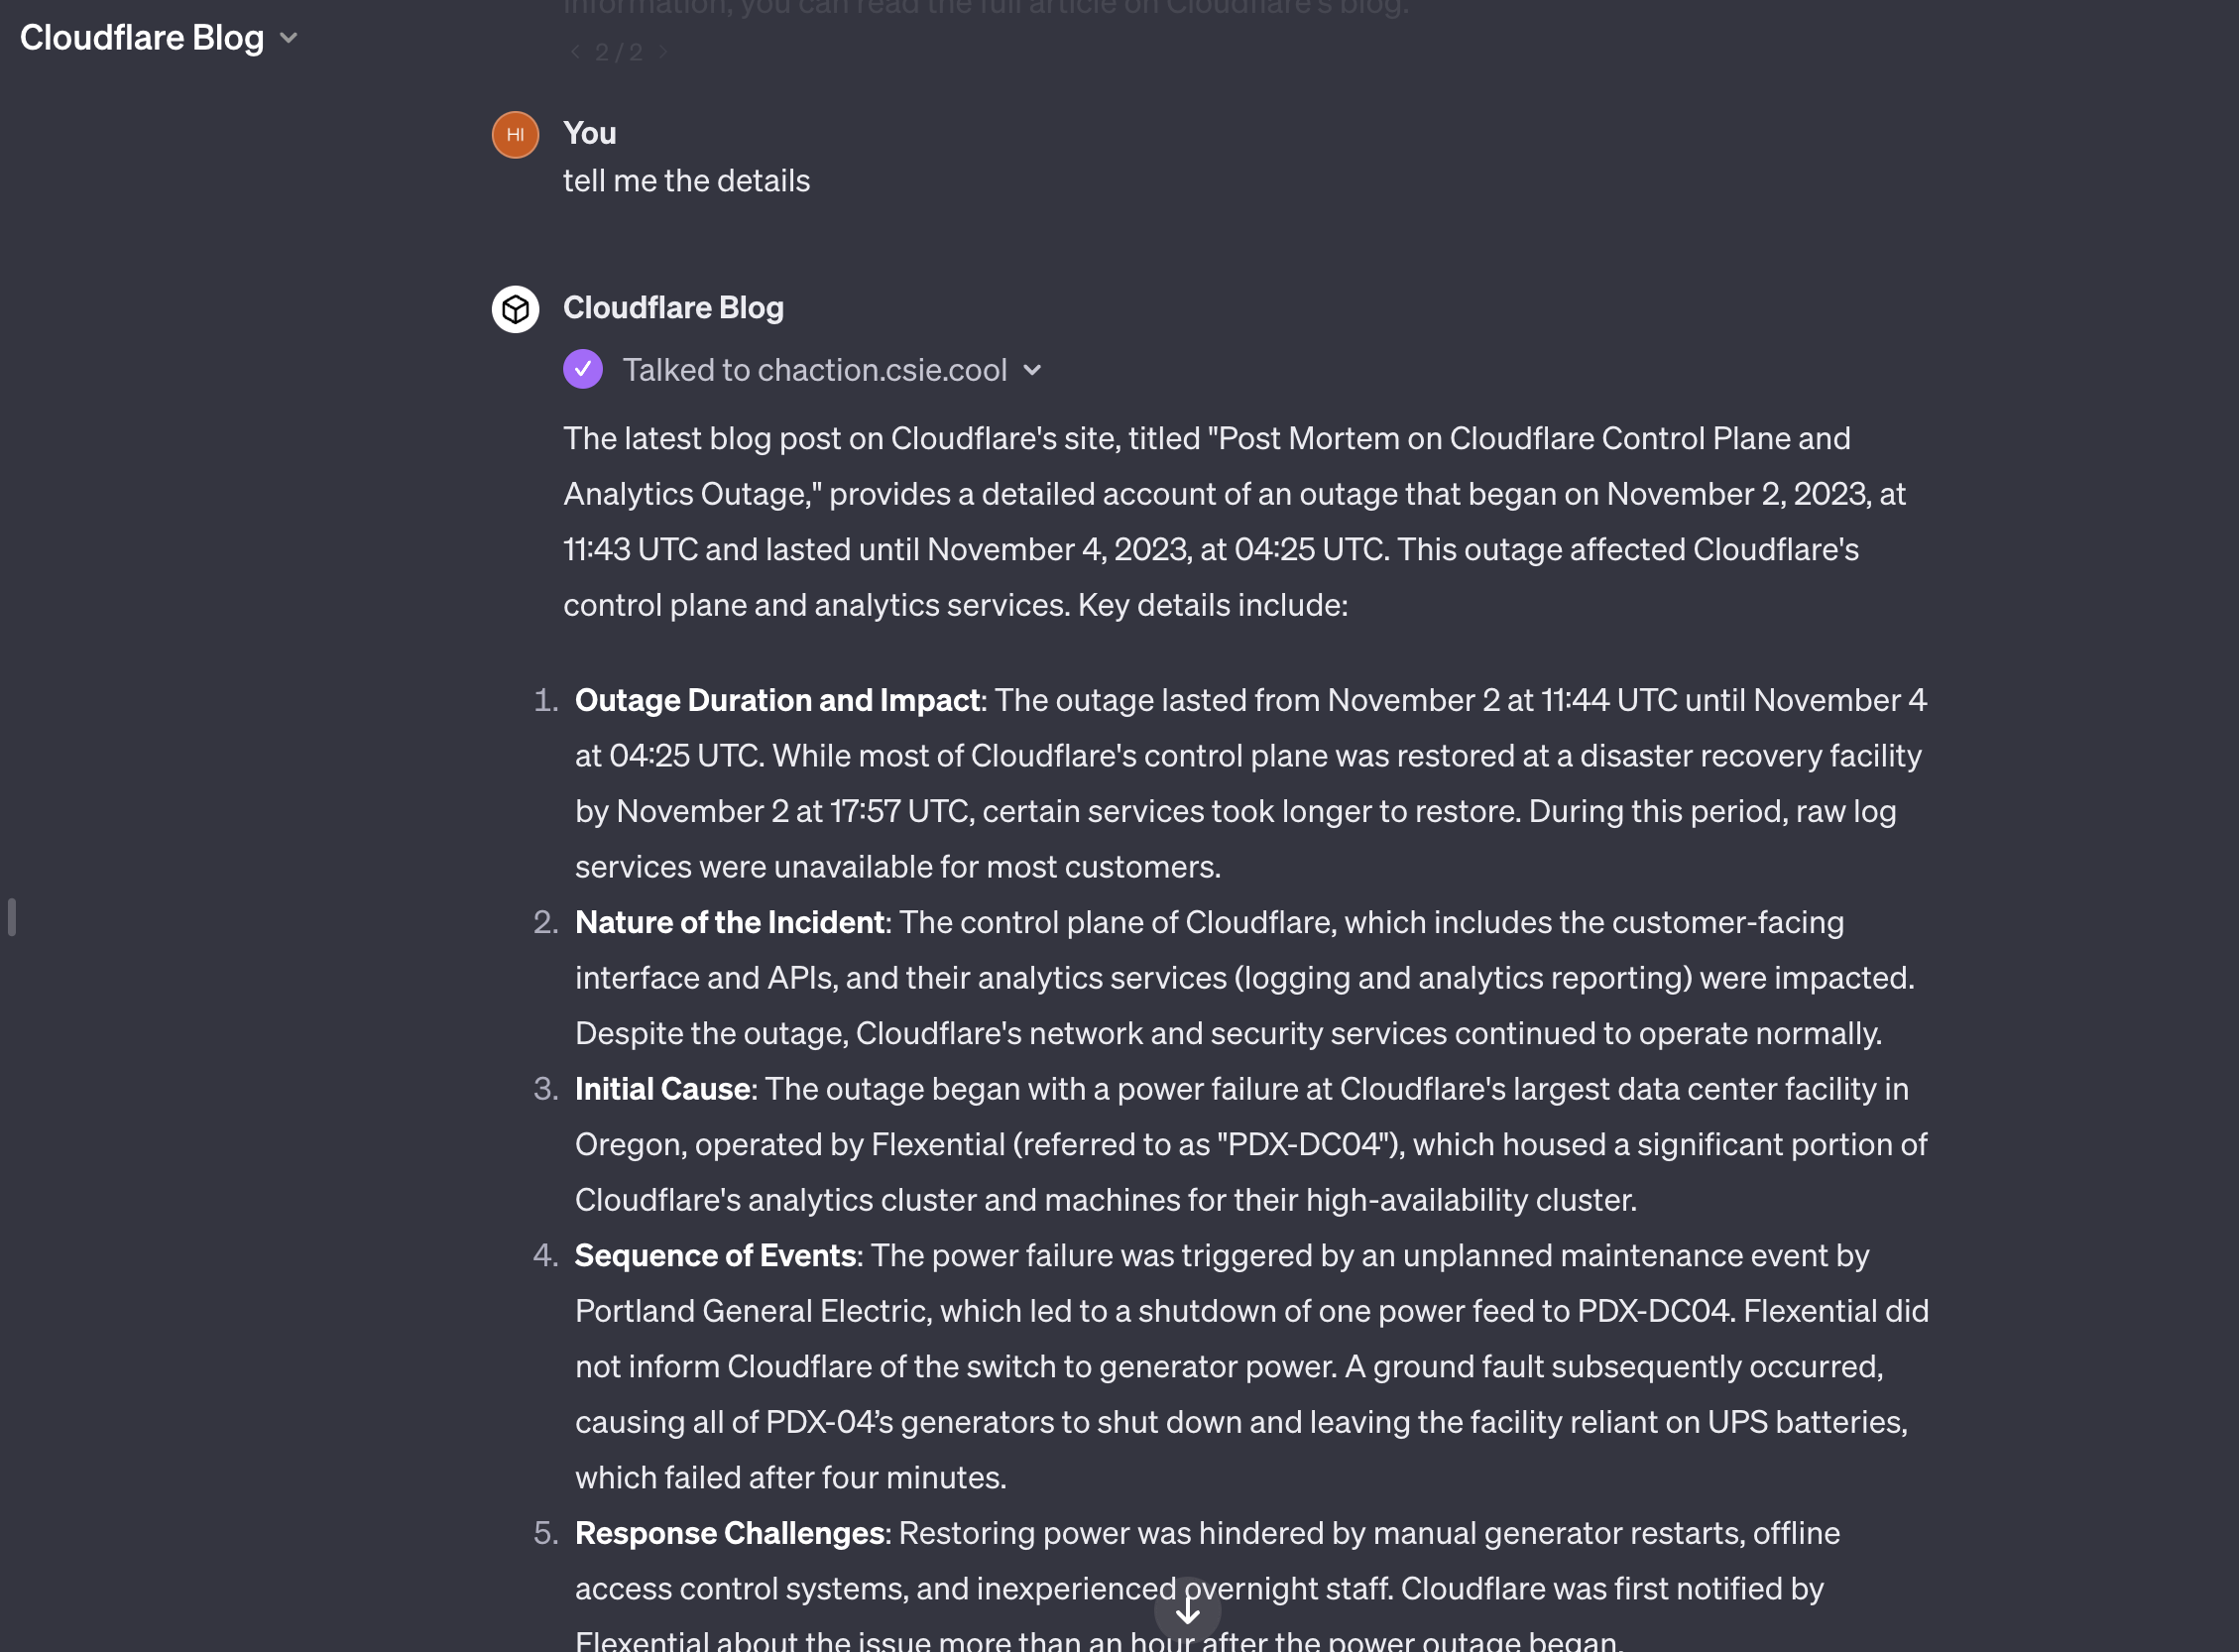 information, you can read the full article on Cloudflare's blog.
Cloudflare Blog
2 / 2
HI
You
tell me the details
Cloudflare Blog
Talked to chaction.csie.cool
The latest blog post on Cloudflare's site, titled "Post Mortem on Cloudflare Control Plane and
Analytics Outage," provides a detailed account of an outage that began on November 2, 2023, at
11:43 UTC and lasted until November 4, 2023, at 04:25 UTC. This outage affected Cloudflare's
control plane and analytics services. Key details include:
1. Outage Duration and Impact: The outage lasted from November 2 at 11:44 UTC until November 4
at 04:25 UTC. While most of Cloudflare's control plane was restored at a disaster recovery facility
by November 2 at 17:57 UTC, certain services took longer to restore. During this period, raw log
services were unavailable for most customers.
2. Nature of the Incident: The control plane of Cloudflare, which includes the customer-facing
interface and APIs, and their analytics services (logging and analytics reporting) were impacted.
Despite the outage, Cloudflare's network and security services continued to operate normally.
3. Initial Cause: The outage began with a power failure at Cloudflare's largest data center facility in
Oregon, operated by Flexential (referred to as "PDX-DC04"), which housed a significant portion of
Cloudflare's analytics cluster and machines for their high-availability cluster.
4. Sequence of Events: The power failure was triggered by an unplanned maintenance event by
Portland General Electric, which led to a shutdown of one power feed to PDX-DC04. Flexential did
not inform Cloudflare of the switch to generator power. A ground fault subsequently occurred,
causing all of PDX-04’s generators to shut down and leaving the facility reliant on UPS batteries,
which failed after four minutes.
5. Response Challenges: Restoring power was hindered by manual generator restarts, offline
access control systems, and inexperienced overnight staff. Cloudflare was first notified by
Flexential about the issue more than an hour after the power outage began.